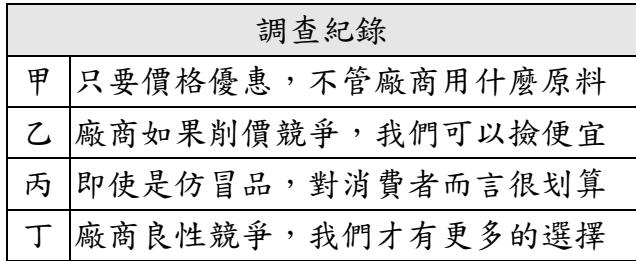 調查紀錄
甲 只要價格優惠，不管廠商用什麼原料
乙 廠商如果削價競爭，我們可以撿便宜
丙 即使是仿冒品，對消費者而言很划算
丁 廠商良性競爭，我們才有更多的選擇